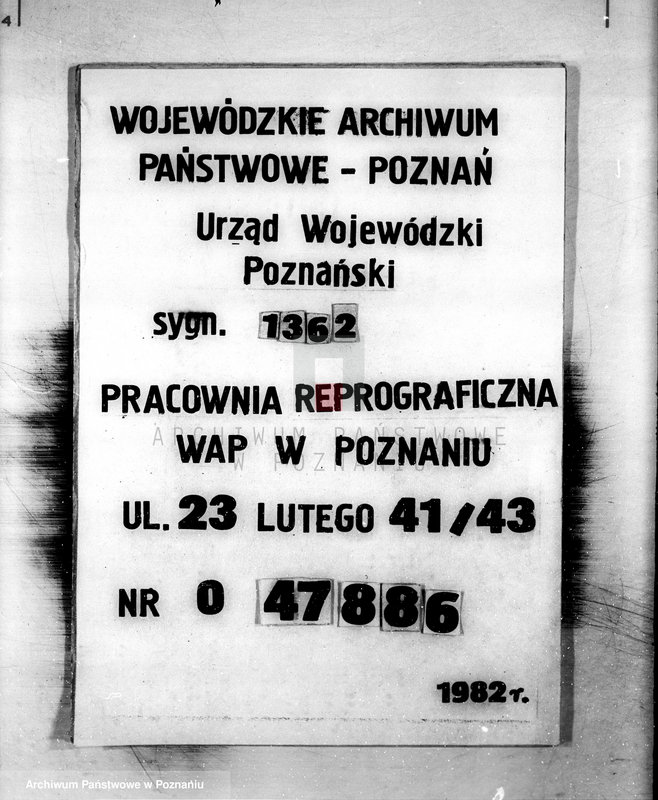 4
WOJEWÓDZKIE ARCHIWUM
PAŃSTWOWE - POZNAŃ
Urząd Wojewódzki
Poznański
sygn. 1362
PRACOWNIA REPROGRAFICZNA
ARCHIWUM PAŃSTWOWE
WAP W POZNANIU
W POZNANIU
UL. 23 LUTEGO 41/43
NR 0 47886
1982 r.
Archiwum Państwowe w Poznaniu